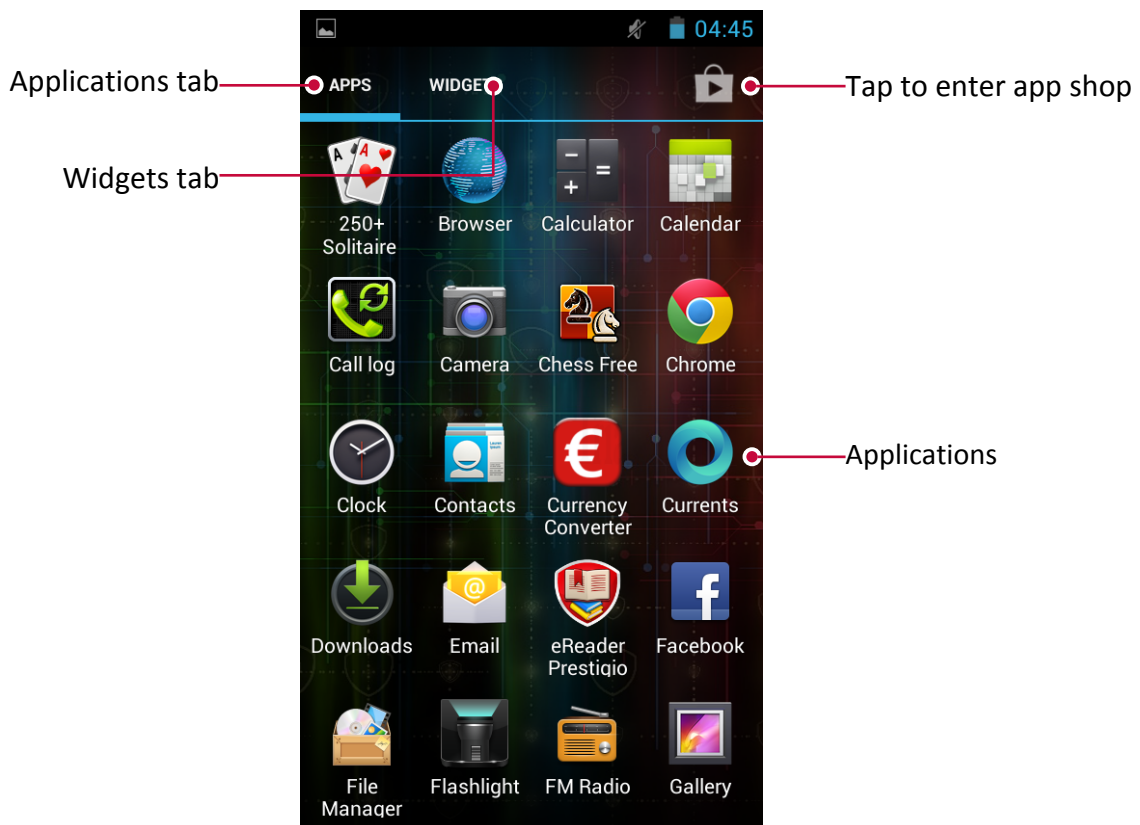 04:45
Applications tab
APPS
WIDGET
Tap to enter app shop
Widgets tab
250+
Solitaire
Browser
Calculator
Calendar
Call log
Camera
Chess Free
Chrome
Clock
Contacts
Currency
Converter
Currents
Applications
Downloads
Email
eReader
Prestigio
Facebook
File
Manager
Flashlight
FM Radio
Gallery